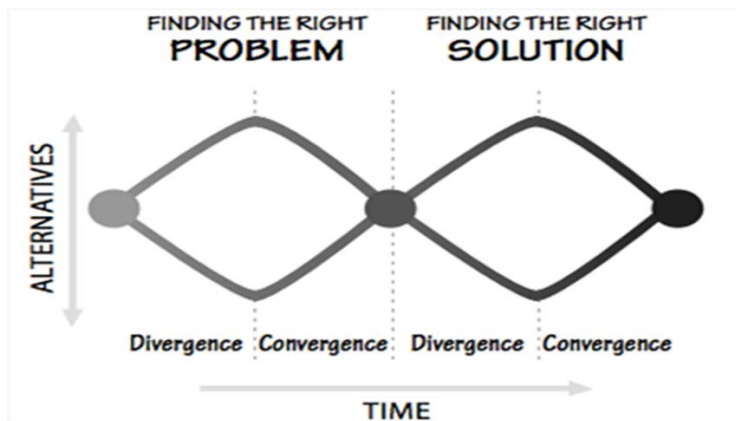 FINDING THE RIGHT
PROBLEM
FINDING THE RIGHT
SOLUTION
ALTERNATIVES
Divergence
Convergence
Divergence
Convergence
TIME